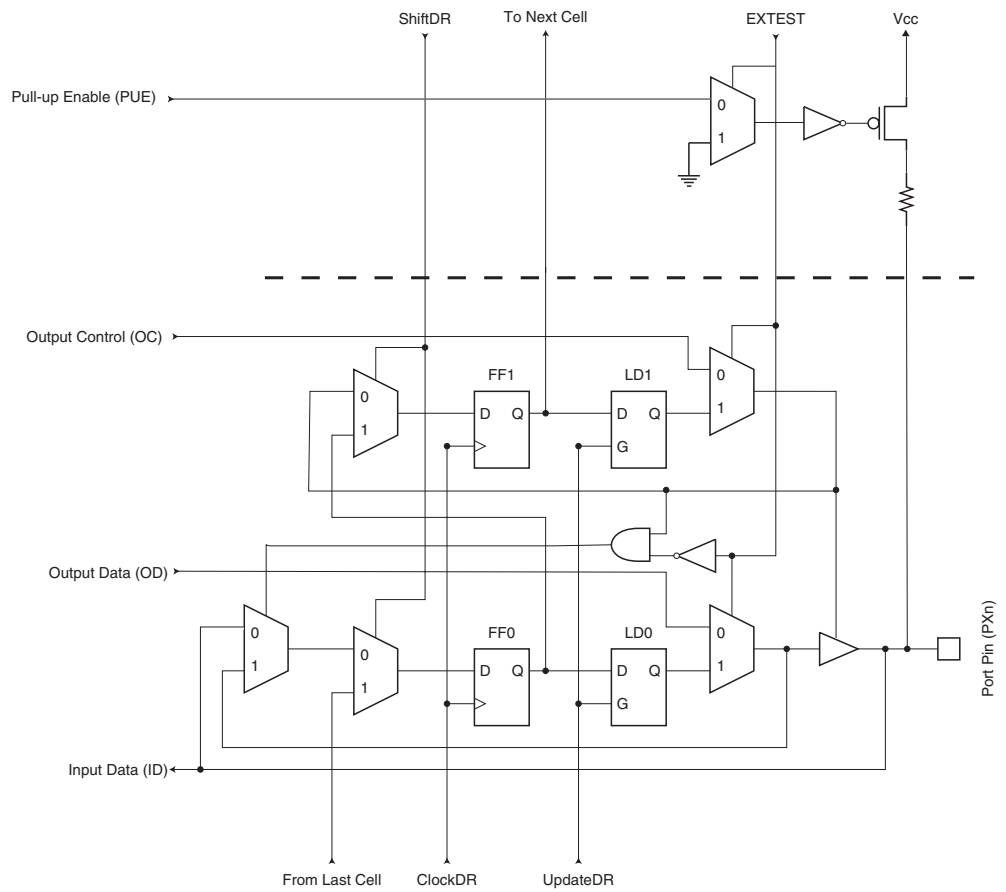 ShiftDR
To Next Cell
EXTEST
Vcc
Pull-up Enable (PUE)
0
1
Output Control (OC)
FF1
LD1
0
1
D Q
D Q
G
0
1
Output Data (OD)
FF0
LD0
0
1
0
1
D Q
D Q
G
0
1
Port Pin (PXn)
Input Data (ID)
From Last Cell
ClockDR
UpdateDR